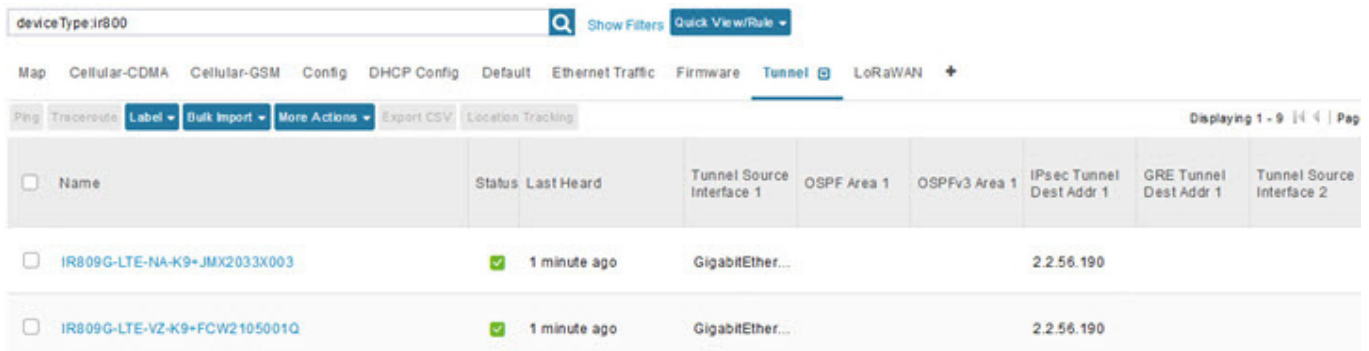 deviceType:ir800 Show Filters Quick View/Rule
Map Cellular-CDMA Cellular-GSM Config DHCP Config Default Ethernet Traffic Firmware Tunnel LoRaWAN +
Ping Traceroute Label Bulk Import More Actions Export CSV Location Tracking Displaying 1 - 9 | Pag
Name Status Last Heard Tunnel Source Interface 1 OSPF Area 1 OSPFv3 Area 1 IPsec Tunnel Dest Addr 1 GRE Tunnel Dest Addr 1 Tunnel Source Interface 2
IR809G-LTE-NA-K9+JMX2033X003 1 minute ago GigabitEther... 2.2.56.190
IR809G-LTE-VZ-K9+FCW2105001Q 1 minute ago GigabitEther... 2.2.56.190